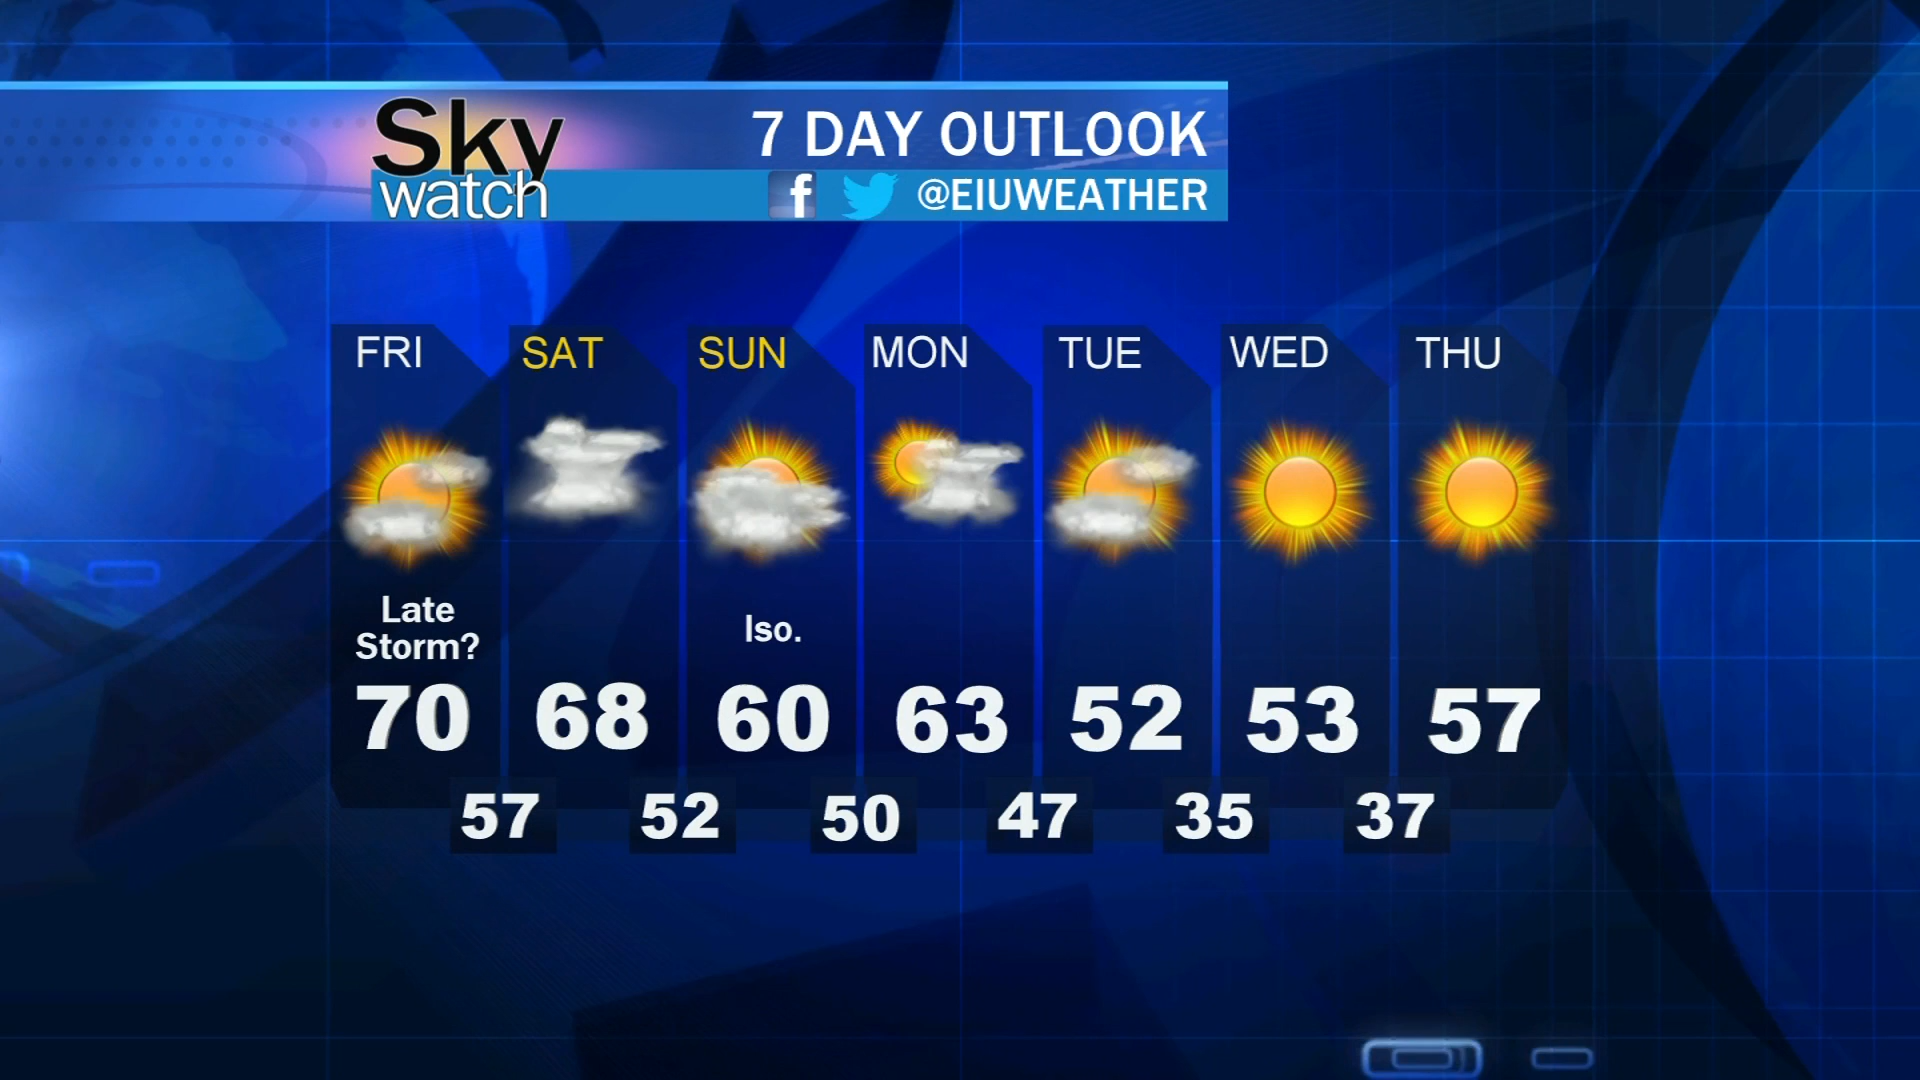 Sky
watch
7 DAY OUTLOOK
f @EIUWEATHER
FRI SAT SUN MON TUE WED THU
Late
Storm?
Iso.
70 68 60 63 52 53 57
57 52 50 47 35 37